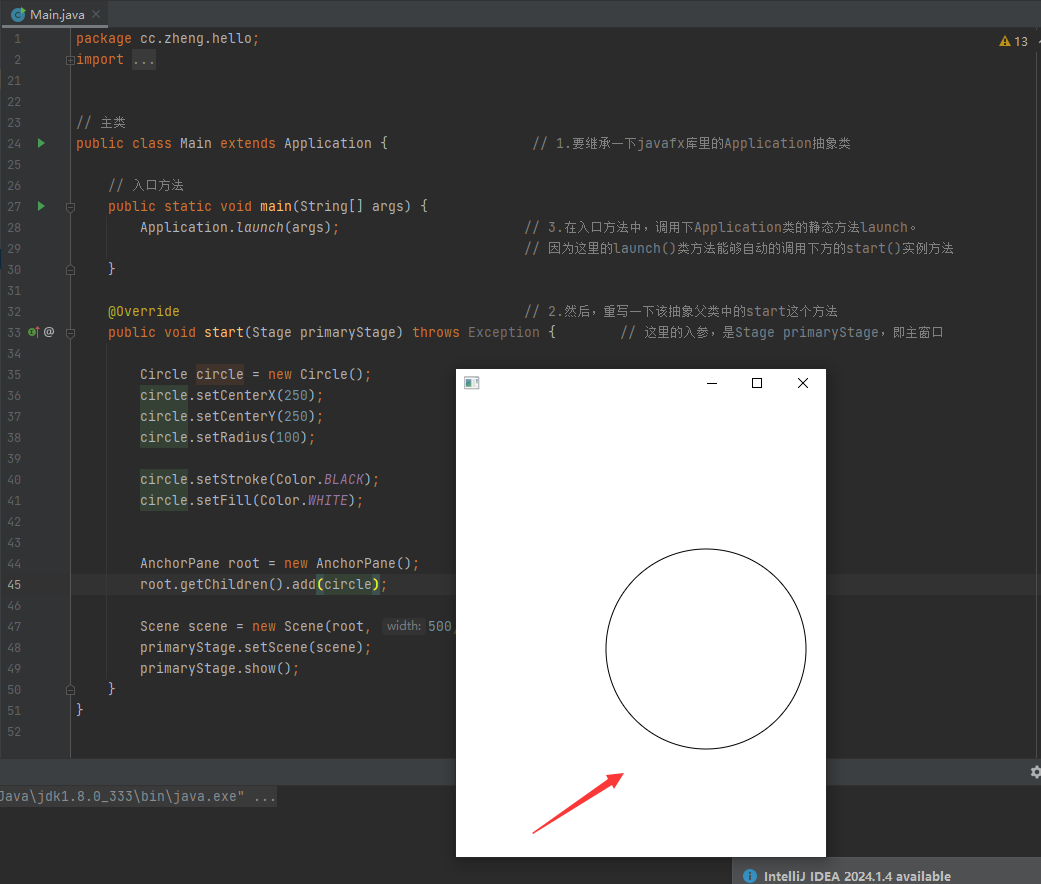 Main.java
13
1 package cc.zheng.hello;
2 import ...
21
22
23 // 主类
24 public class Main extends Application { // 1.要继承一下javafx库里的Application抽象类
25
26 // 入口方法
27 public static void main(String[] args) {
28 Application.launch(args); // 3.在入口方法中，调用下Application类的静态方法launch。
29 // 因为这里的launch()类方法能够自动的调用下方的start()实例方法
30 }
31
32 @Override // 2.然后，重写一下该抽象父类中的start这个方法
33 @ public void start(Stage primaryStage) throws Exception { // 这里的入参，是Stage primaryStage，即主窗口
34
35 Circle circle = new Circle();
36 circle.setCenterX(250);
37 circle.setCenterY(250);
38 circle.setRadius(100);
39
40 circle.setStroke(Color.BLACK);
41 circle.setFill(Color.WHITE);
42
43
44 AnchorPane root = new AnchorPane();
45 root.getChildren().add(circle);
46
47 Scene scene = new Scene(root, width: 500,
48 primaryStage.setScene(scene);
49 primaryStage.show();
50 }
51 }
52
Java\jdk1.8.0_333\bin\java.exe" ...
IntelliJ IDEA 2024.1.4 available